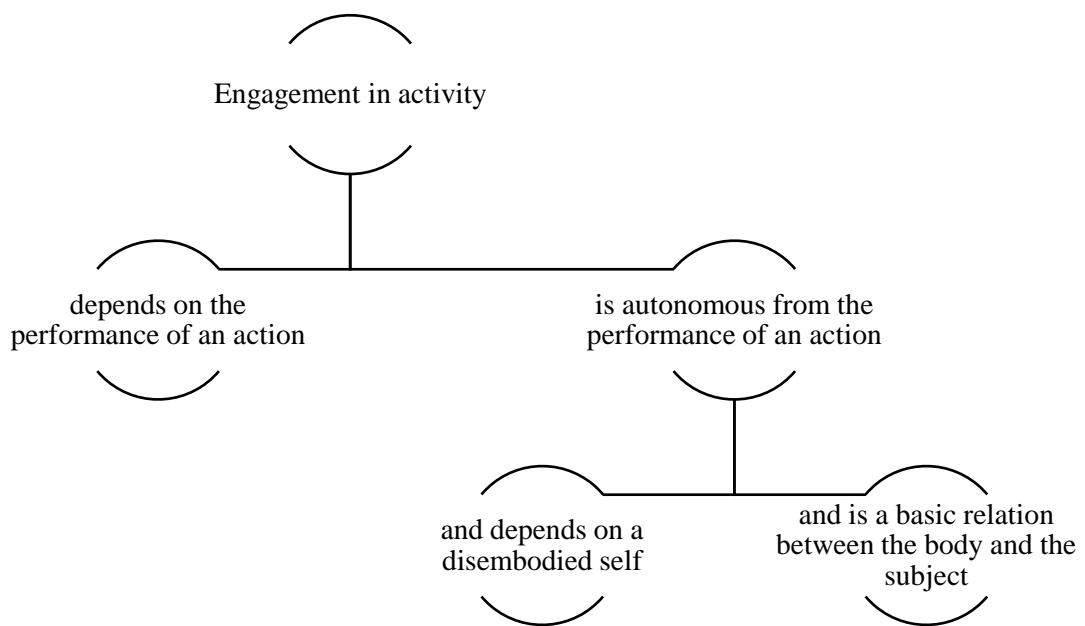 Engagement in activity
depends on the
performance of an action
is autonomous from the
performance of an action
and depends on a
disembodied self
and is a basic relation
between the body and the
subject